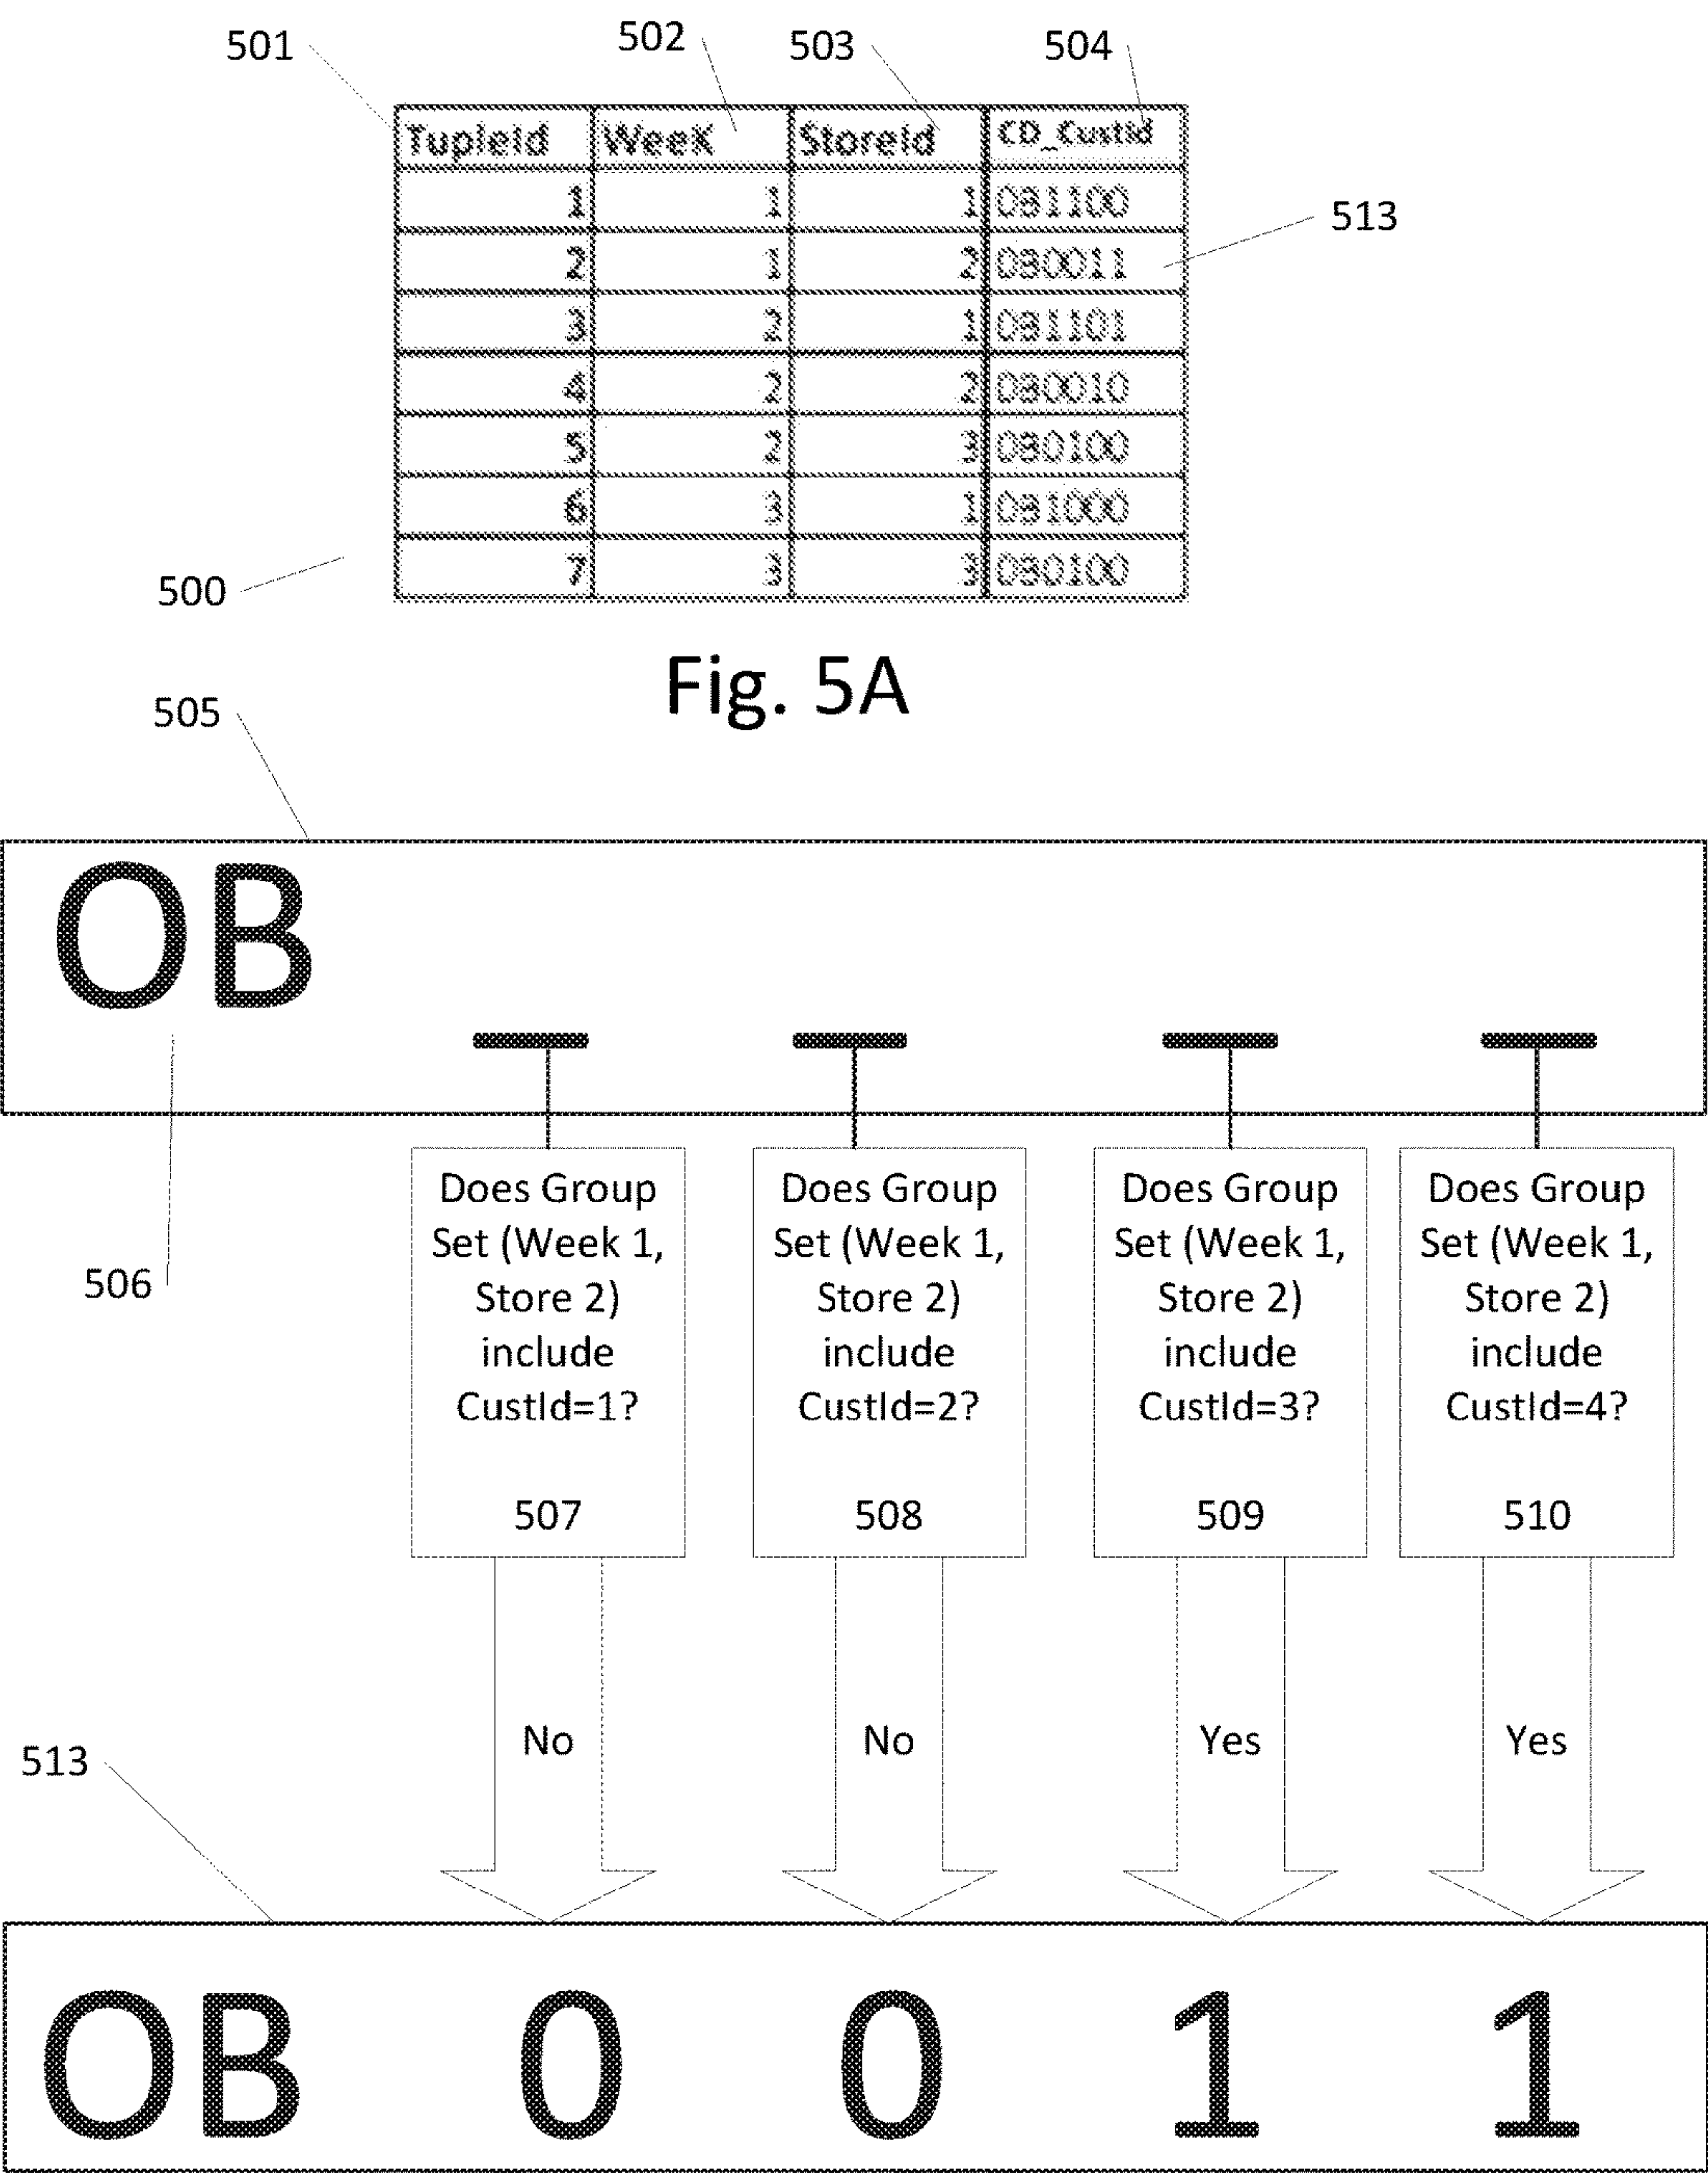 501 502 503 504
TupleId WeeK StoreId CD_CustId
1 1 1 0B1100
513
2 1 2 0B0011
3 2 1 0B1101
4 2 2 0B0010
5 2 3 0B0100
6 3 1 0B1000
7 3 3 0B0100
500
Fig. 5A
505
OB
506
Does Group
Set (Week 1,
Store 2)
include
CustId=1?
507
Does Group
Set (Week 1,
Store 2)
include
CustId=2?
508
Does Group
Set (Week 1,
Store 2)
include
CustId=3?
509
Does Group
Set (Week 1,
Store 2)
include
CustId=4?
510
No No Yes Yes
513
OB 0 0 1 1